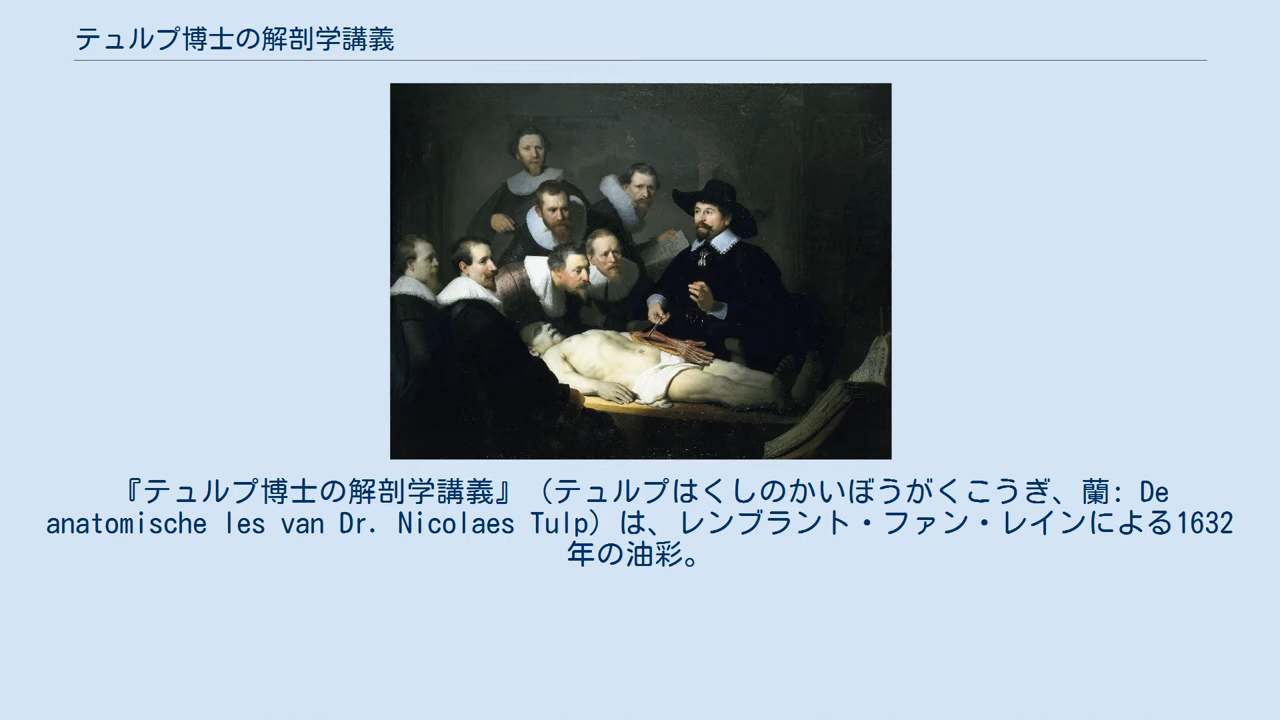 テュルプ博士の解剖学講義
『テュルプ博士の解剖学講義』（テュルプはくしのかいぼうがくこうぎ、蘭: De
anatomische les van Dr. Nicolaes Tulp）は、レンブラント・ファン・レインによる1632
年の油彩。